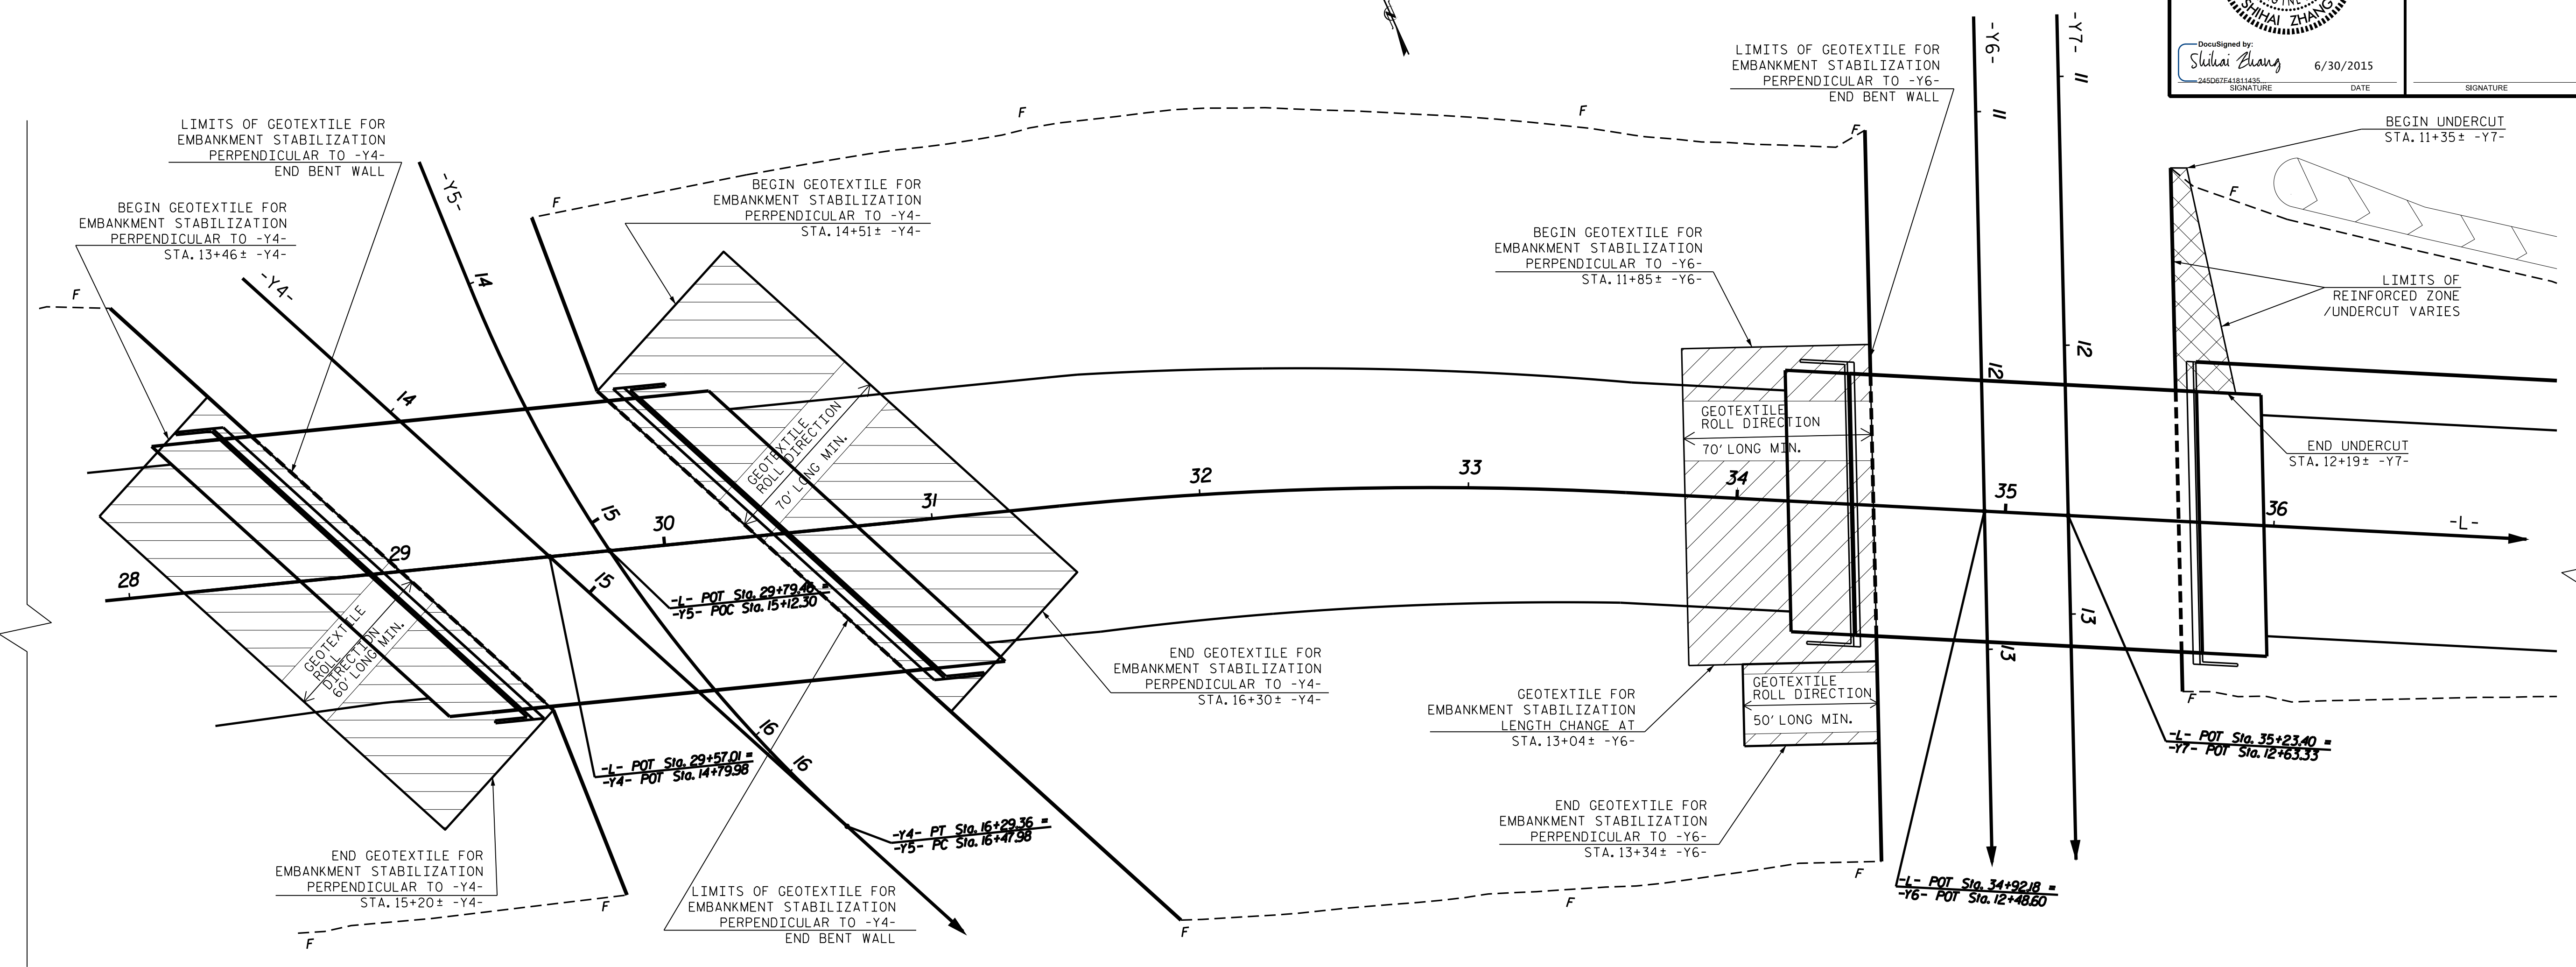 SHIHAI ZHANG
DocuSigned by:
Shihai Zhang
6/30/2015
245D67E41811435...
SIGNATURE
DATE
SIGNATURE
LIMITS OF GEOTEXTILE FOR
EMBANKMENT STABILIZATION
PERPENDICULAR TO -Y4-
END BENT WALL
BEGIN GEOTEXTILE FOR
EMBANKMENT STABILIZATION
PERPENDICULAR TO -Y4-
STA.13+46± -Y4-
-Y4-
-Y5-
14
14
F
F
BEGIN GEOTEXTILE FOR
EMBANKMENT STABILIZATION
PERPENDICULAR TO -Y4-
STA.14+51± -Y4-
F
F
F
LIMITS OF GEOTEXTILE FOR
EMBANKMENT STABILIZATION
PERPENDICULAR TO -Y6-
END BENT WALL
BEGIN GEOTEXTILE FOR
EMBANKMENT STABILIZATION
PERPENDICULAR TO -Y6-
STA.11+85± -Y6-
-Y6-
-Y7-
11
11
12
12
BEGIN UNDERCUT
STA.11+35± -Y7-
F
LIMITS OF
REINFORCED ZONE
/UNDERCUT VARIES
END UNDERCUT
STA.12+19± -Y7-
GEOTEXTILE
ROLL DIRECTION
70' LONG MIN.
GEOTEXTILE
ROLL DIRECTION
70' LONG MIN.
28
29
30
31
32
33
34
35
36
-L-
15
15
GEOTEXTILE
ROLL
DIRECTION
60' LONG MIN.
-L- POT Sta. 29+79.46 =
-Y5- POC Sta. 15+12.30
-L- POT Sta. 29+57.01 =
-Y4- POT Sta. 14+79.98
16
16
-Y4- PT Sta. 16+29.36 =
-Y5- PC Sta. 16+47.98
END GEOTEXTILE FOR
EMBANKMENT STABILIZATION
PERPENDICULAR TO -Y4-
STA.16+30± -Y4-
END GEOTEXTILE FOR
EMBANKMENT STABILIZATION
PERPENDICULAR TO -Y4-
STA.15+20± -Y4-
F
F
LIMITS OF GEOTEXTILE FOR
EMBANKMENT STABILIZATION
PERPENDICULAR TO -Y4-
END BENT WALL
F
GEOTEXTILE FOR
EMBANKMENT STABILIZATION
LENGTH CHANGE AT
STA.13+04± -Y6-
GEOTEXTILE
ROLL DIRECTION
50' LONG MIN.
13
13
F
END GEOTEXTILE FOR
EMBANKMENT STABILIZATION
PERPENDICULAR TO -Y6-
STA.13+34± -Y6-
F
F
-L- POT Sta. 35+23.40 =
-Y7- POT Sta. 12+63.33
-L- POT Sta. 34+92.18 =
-Y6- POT Sta. 12+48.60